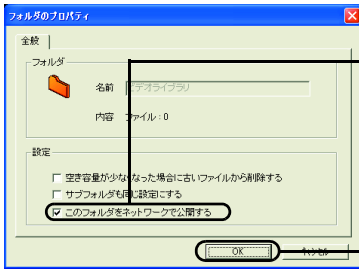 フォルダのプロパティ
全般
フォルダ
名前 ビデオライブラリ
内容 ファイル：0
設定
空き容量が少なくなった場合に古いファイルから削除する
サブフォルダも同じ設定にする
このフォルダをネットワークで公開する
OK
キャンセル